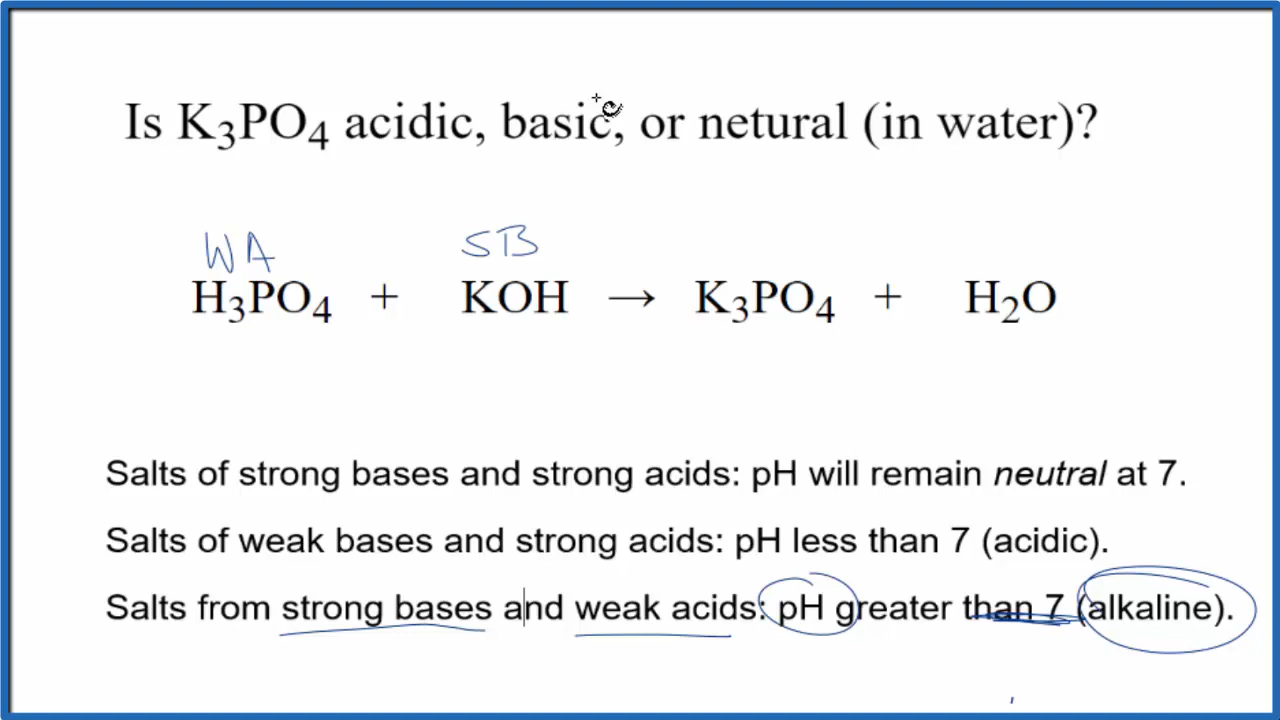 Is K₃PO₄ acidic, basic, or netural (in water)?
WA SB
H₃PO₄ + KOH → K₃PO₄ + H₂O
Salts of strong bases and strong acids: pH will remain neutral at 7.
Salts of weak bases and strong acids: pH less than 7 (acidic).
Salts from strong bases and weak acids: pH greater than 7 (alkaline).